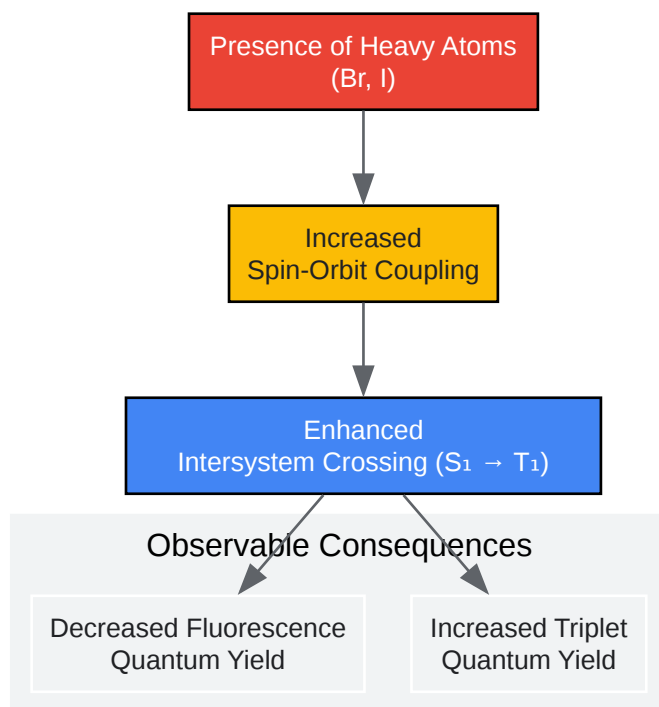 Presence of Heavy Atoms
(Br, I)
Increased
Spin-Orbit Coupling
Enhanced
Intersystem Crossing (S₁ → T₁)
Observable Consequences
Decreased Fluorescence
Quantum Yield
Increased Triplet
Quantum Yield